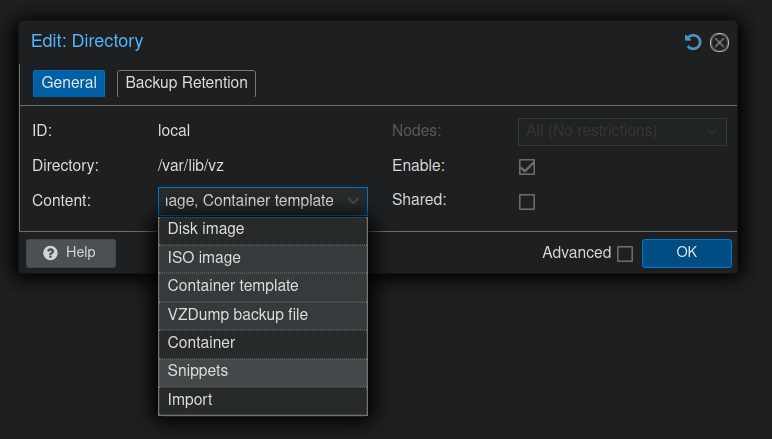 Edit: Directory
General Backup Retention
ID: local Nodes: All (No restrictions)
Directory: /var/lib/vz Enable:
Content: age, Container template Shared:
Disk image
ISO image
Container template
VZDump backup file
Container
Snippets
Import
Help Advanced OK